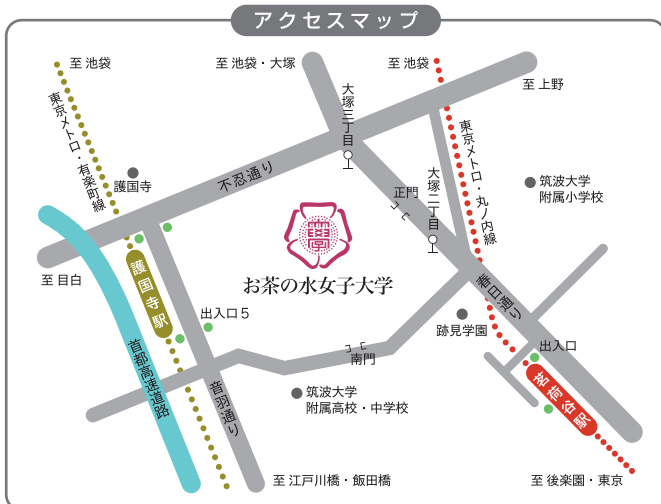 アクセスマップ
至 池袋
至 池袋・大塚
至 池袋
至 上野
東京メトロ・有楽町線
大塚三丁目
東京メトロ・丸ノ内線
護国寺
不忍通り
正門
大塚二丁目
筑波大学
附属小学校
至 目白
護国寺駅
お茶の水女子大学
春日通り
出入口5
跡見学園
出入口
首都高速道路
南門
音羽通り
筑波大学
附属高校・中学校
茗荷谷駅
至 江戸川橋・飯田橋
至 後楽園・東京